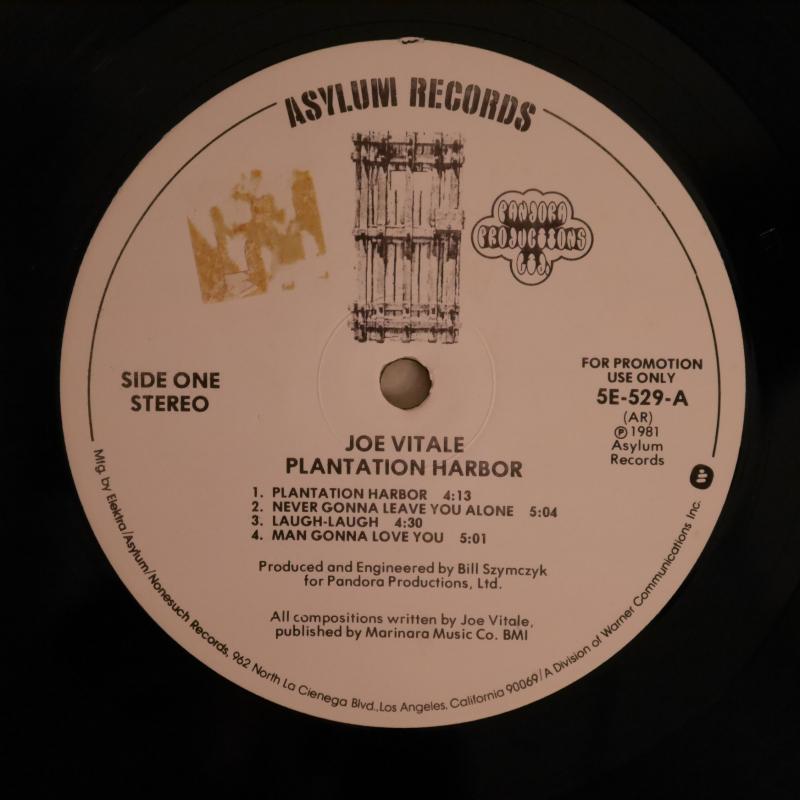 ASYLUM RECORDS
PANDORA
PRODUCTIONS
LTD.
SIDE ONE
STEREO
FOR PROMOTION
USE ONLY
5E-529-A
(AR)
℗ 1981
Asylum
Records
JOE VITALE
PLANTATION HARBOR
1. PLANTATION HARBOR 4:13
2. NEVER GONNA LEAVE YOU ALONE 5:04
3. LAUGH-LAUGH 4:30
4. MAN GONNA LOVE YOU 5:01
Produced and Engineered by Bill Szymczyk
for Pandora Productions, Ltd.
All compositions written by Joe Vitale,
published by Marinara Music Co. BMI
Mfg. by Elektra/Asylum/Nonesuch Records, 962 North La Cienega Blvd., Los Angeles, California 90069/A Division of Warner Communications Inc.